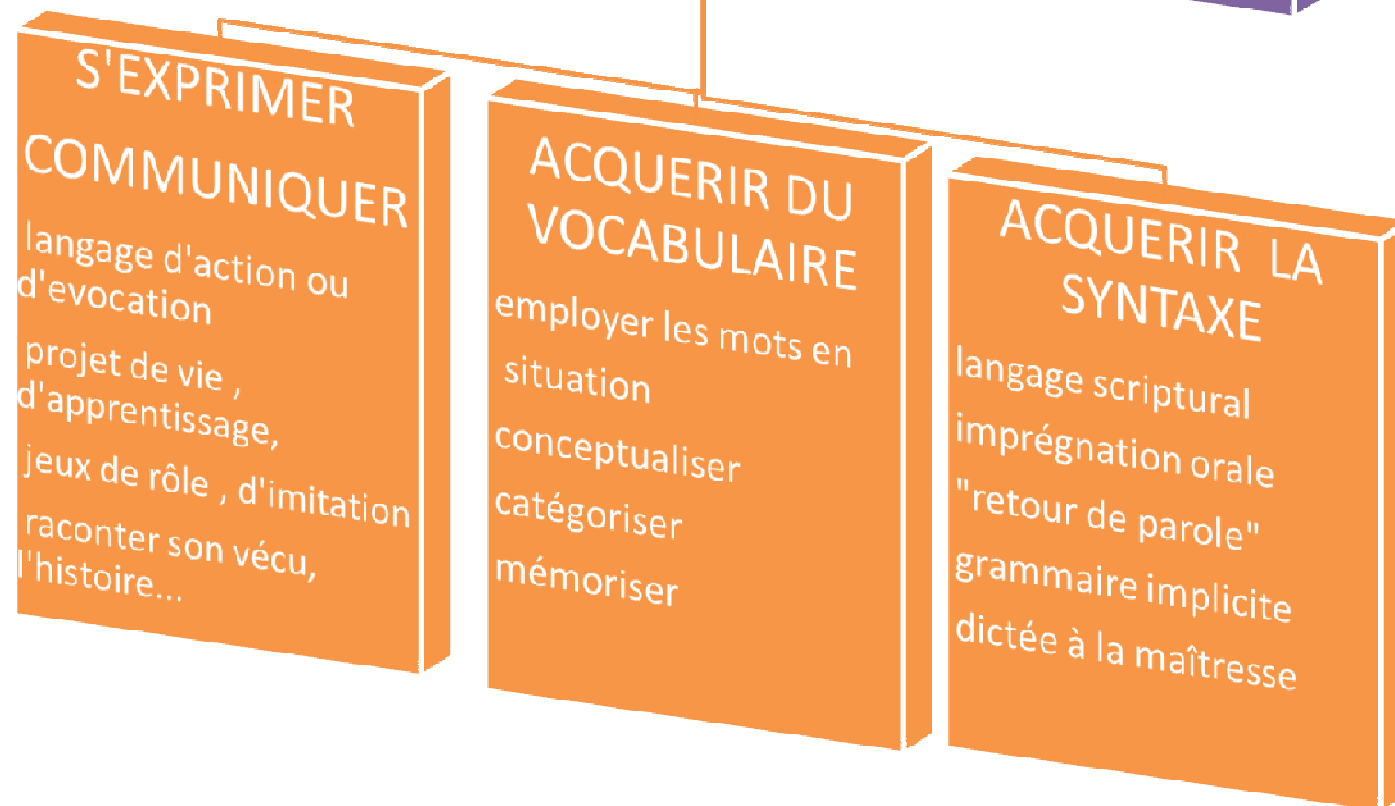 S'EXPRIMER
COMMUNIQUER
langage d'action ou
d'evocation
projet de vie ,
d'apprentissage,
jeux de rôle , d'imitation
raconter son vécu,
l'histoire...
ACQUERIR DU
VOCABULAIRE
employer les mots en
situation
conceptualiser
catégoriser
mémoriser
ACQUERIR LA
SYNTAXE
langage scriptural
imprégnation orale
"retour de parole"
grammaire implicite
dictée à la maîtresse